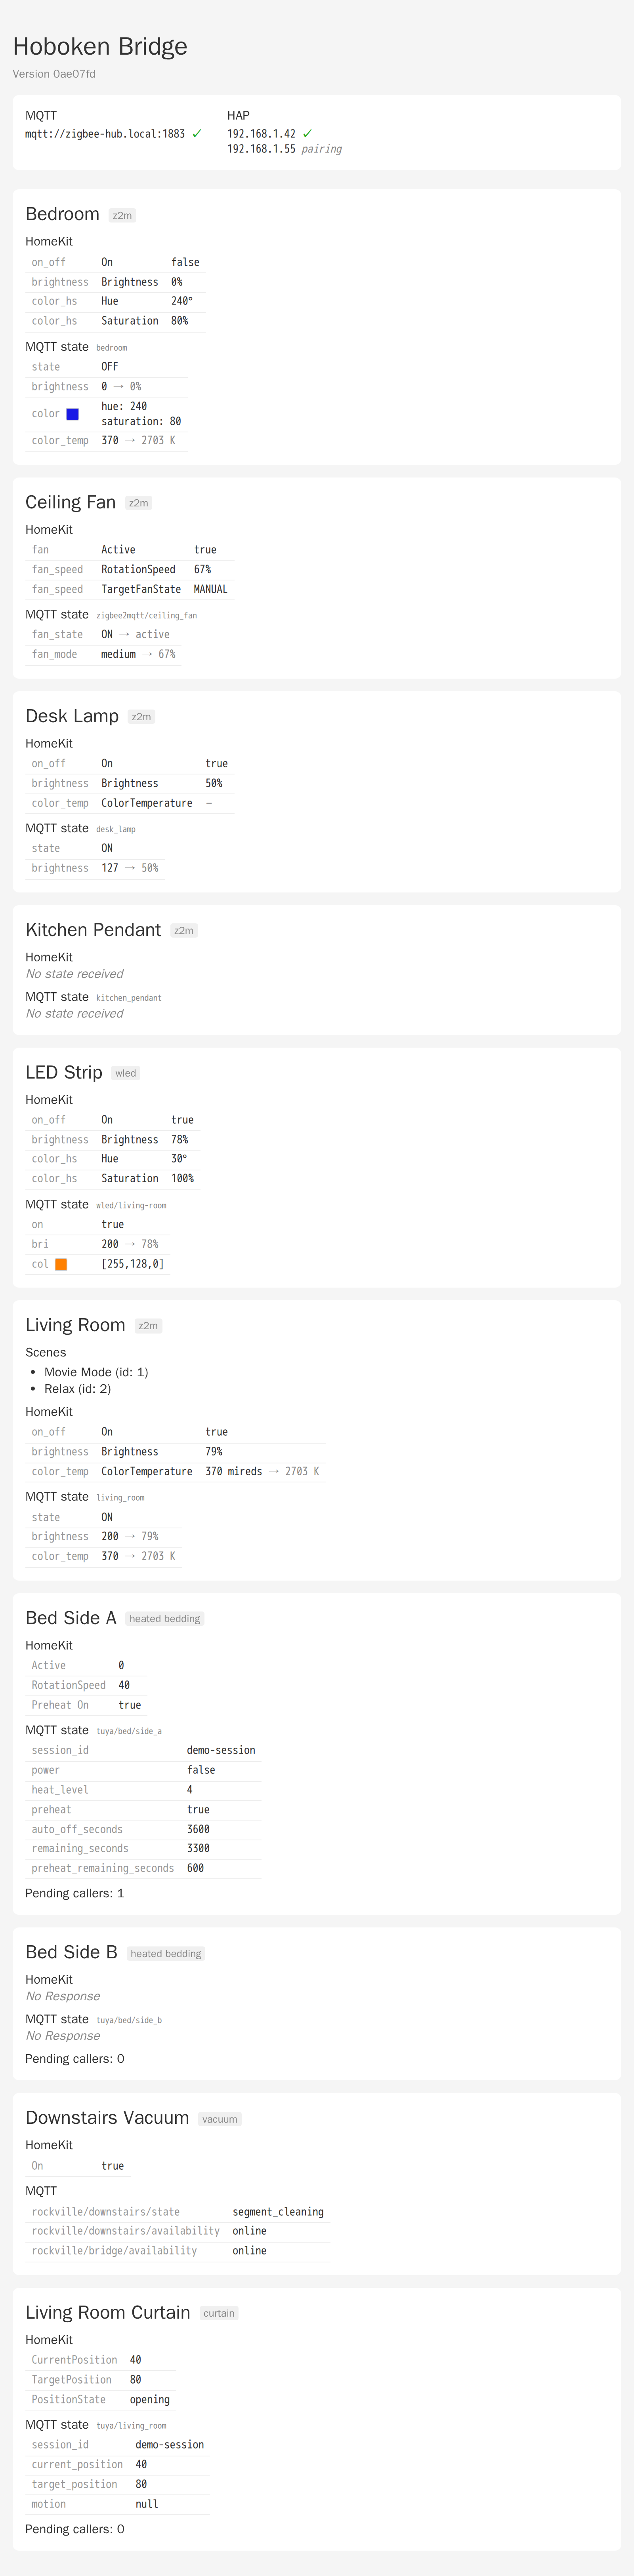 Hoboken Bridge
Version 0ae07fd
MQTT
mqtt://zigbee-hub.local:1883 ✓
HAP
192.168.1.42 ✓
192.168.1.55 pairing
Bedroom z2m
HomeKit
on_off On false
brightness Brightness 0%
color_hs Hue 240°
color_hs Saturation 80%
MQTT state bedroom
state OFF
brightness 0 → 0%
color hue: 240
saturation: 80
color_temp 370 → 2703 K
Ceiling Fan z2m
HomeKit
fan Active true
fan_speed RotationSpeed 67%
fan_speed TargetFanState MANUAL
MQTT state zigbee2mqtt/ceiling_fan
fan_state ON → active
fan_mode medium → 67%
Desk Lamp z2m
HomeKit
on_off On true
brightness Brightness 50%
color_temp ColorTemperature —
MQTT state desk_lamp
state ON
brightness 127 → 50%
Kitchen Pendant z2m
HomeKit
No state received
MQTT state kitchen_pendant
No state received
LED Strip wled
HomeKit
on_off On true
brightness Brightness 78%
color_hs Hue 30°
color_hs Saturation 100%
MQTT state wled/living-room
on true
bri 200 → 78%
col [255,128,0]
Living Room z2m
Scenes
• Movie Mode (id: 1)
• Relax (id: 2)
HomeKit
on_off On true
brightness Brightness 79%
color_temp ColorTemperature 370 mireds → 2703 K
MQTT state living_room
state ON
brightness 200 → 79%
color_temp 370 → 2703 K
Bed Side A heated bedding
HomeKit
Active 0
RotationSpeed 40
Preheat On true
MQTT state tuya/bed/side_a
session_id demo-session
power false
heat_level 4
preheat true
auto_off_seconds 3600
remaining_seconds 3300
preheat_remaining_seconds 600
Pending callers: 1
Bed Side B heated bedding
HomeKit
No Response
MQTT state tuya/bed/side_b
No Response
Pending callers: 0
Downstairs Vacuum vacuum
HomeKit
On true
MQTT
rockville/downstairs/state segment_cleaning
rockville/downstairs/availability online
rockville/bridge/availability online
Living Room Curtain curtain
HomeKit
CurrentPosition 40
TargetPosition 80
PositionState opening
MQTT state tuya/living_room
session_id demo-session
current_position 40
target_position 80
motion null
Pending callers: 0